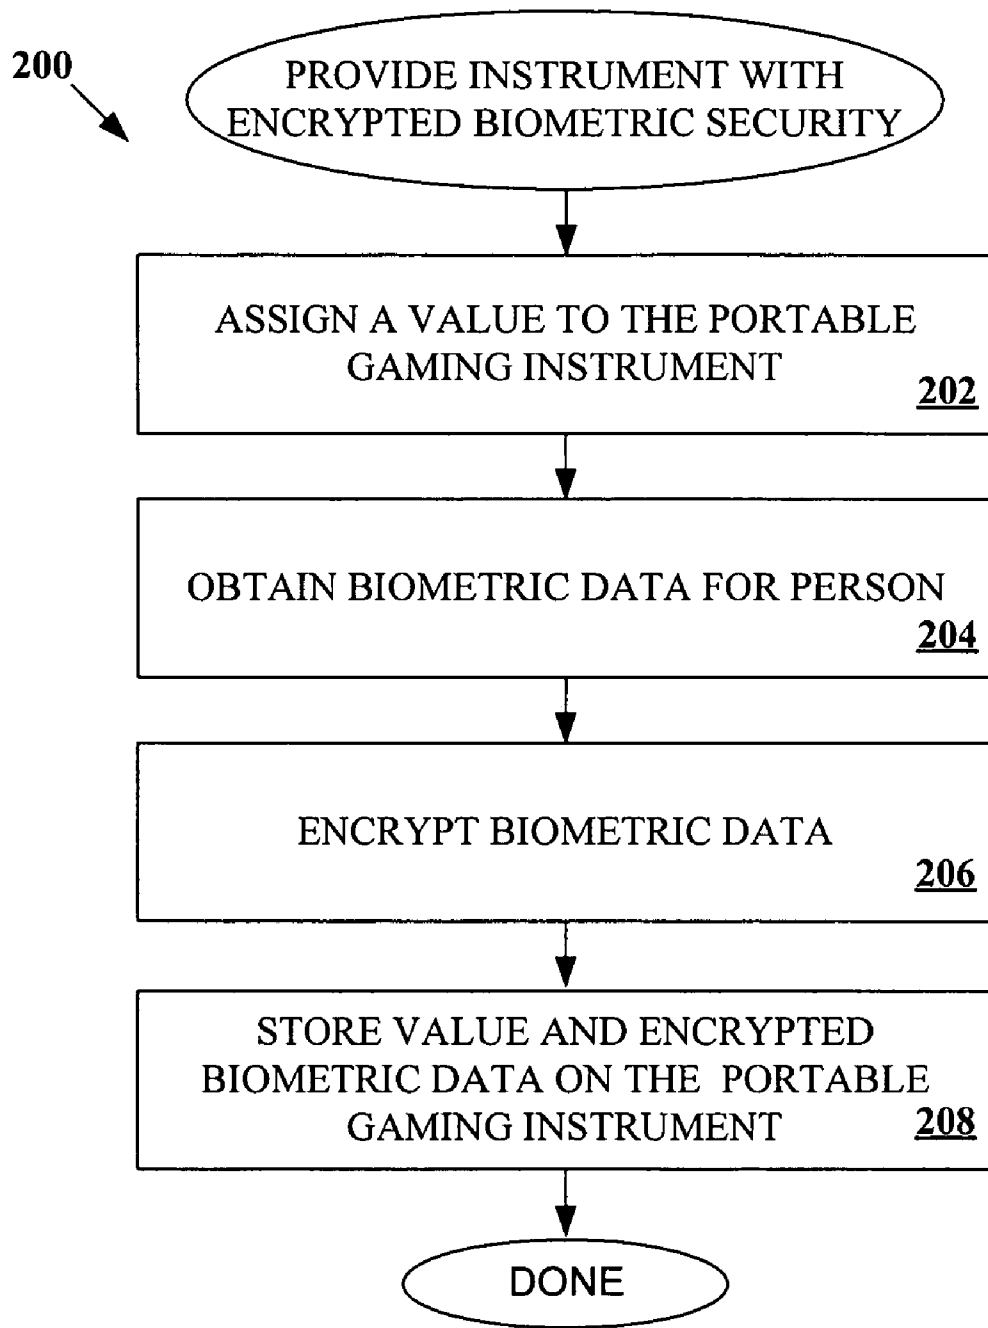 200
PROVIDE INSTRUMENT WITH
ENCRYPTED BIOMETRIC SECURITY
ASSIGN A VALUE TO THE PORTABLE
GAMING INSTRUMENT
202
OBTAIN BIOMETRIC DATA FOR PERSON
204
ENCRYPT BIOMETRIC DATA
206
STORE VALUE AND ENCRYPTED
BIOMETRIC DATA ON THE PORTABLE
GAMING INSTRUMENT
208
DONE